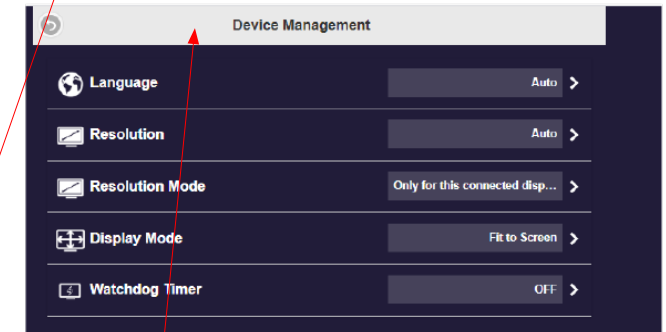 Device Management
Language Auto
Resolution Auto
Resolution Mode Only for this connected disp...
Display Mode Fit to Screen
Watchdog Timer OFF